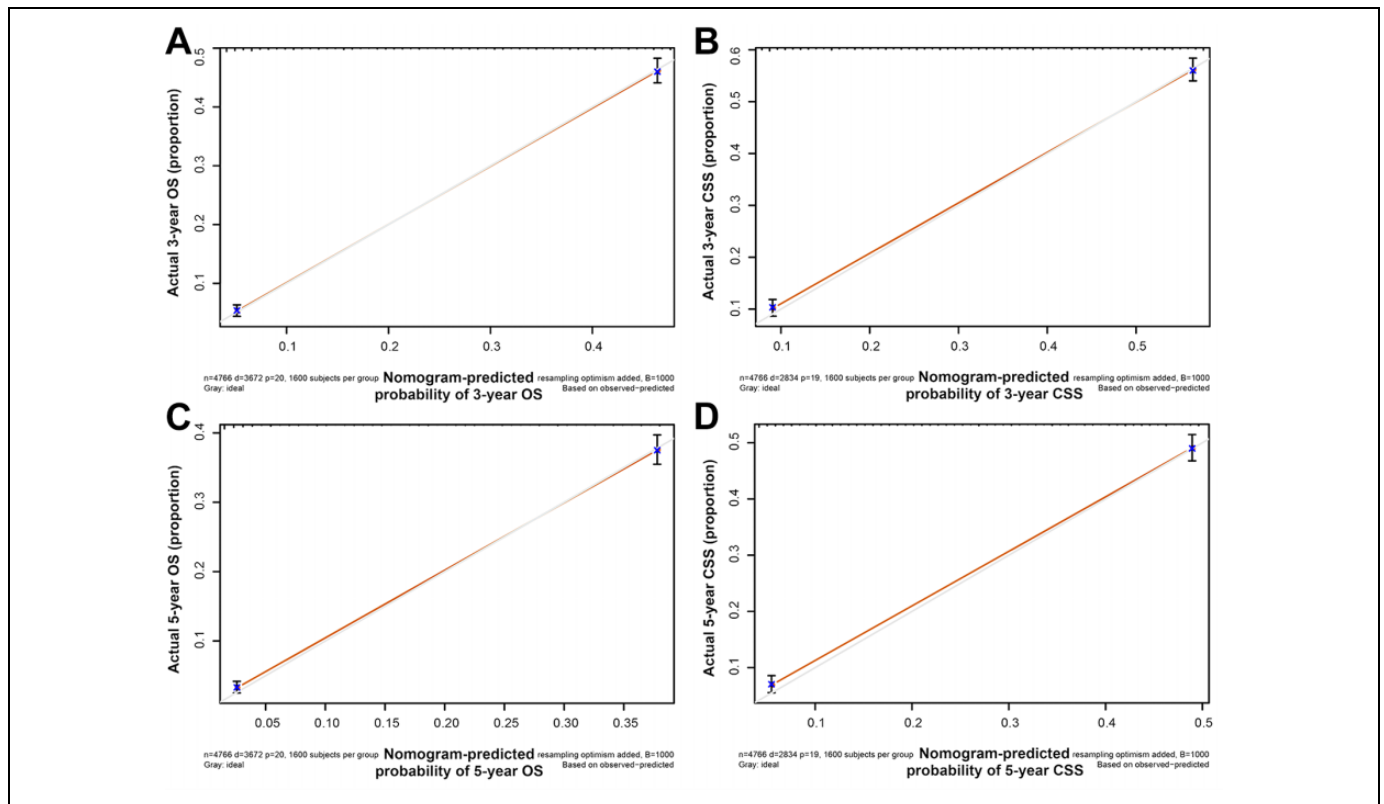 A
Actual 3-year OS (proportion)
0.5
0.4
0.3
0.2
0.1
0.1 0.2 0.3 0.4
n=4766 d=3672 p=20, 1600 subjects per group Nomogram-predicted resampling optimism added, B=1000
Gray: ideal probability of 3-year OS Based on observed−predicted
B
Actual 3-year CSS (proportion)
0.6
0.5
0.4
0.3
0.2
0.1
0.1 0.2 0.3 0.4 0.5
n=4766 d=2834 p=19, 1600 subjects per group Nomogram-predicted resampling optimism added, B=1000
Gray: ideal probability of 3-year CSS Based on observed−predicted
C
Actual 5-year OS (proportion)
0.4
0.3
0.2
0.1
0.05 0.10 0.15 0.20 0.25 0.30 0.35
n=4766 d=3672 p=20, 1600 subjects per group Nomogram-predicted resampling optimism added, B=1000
Gray: ideal probability of 5-year OS Based on observed−predicted
D
Actual 5-year CSS (proportion)
0.5
0.4
0.3
0.2
0.1
0.1 0.2 0.3 0.4 0.5
n=4766 d=2834 p=19, 1600 subjects per group Nomogram-predicted resampling optimism added, B=1000
Gray: ideal probability of 5-year CSS Based on observed−predicted